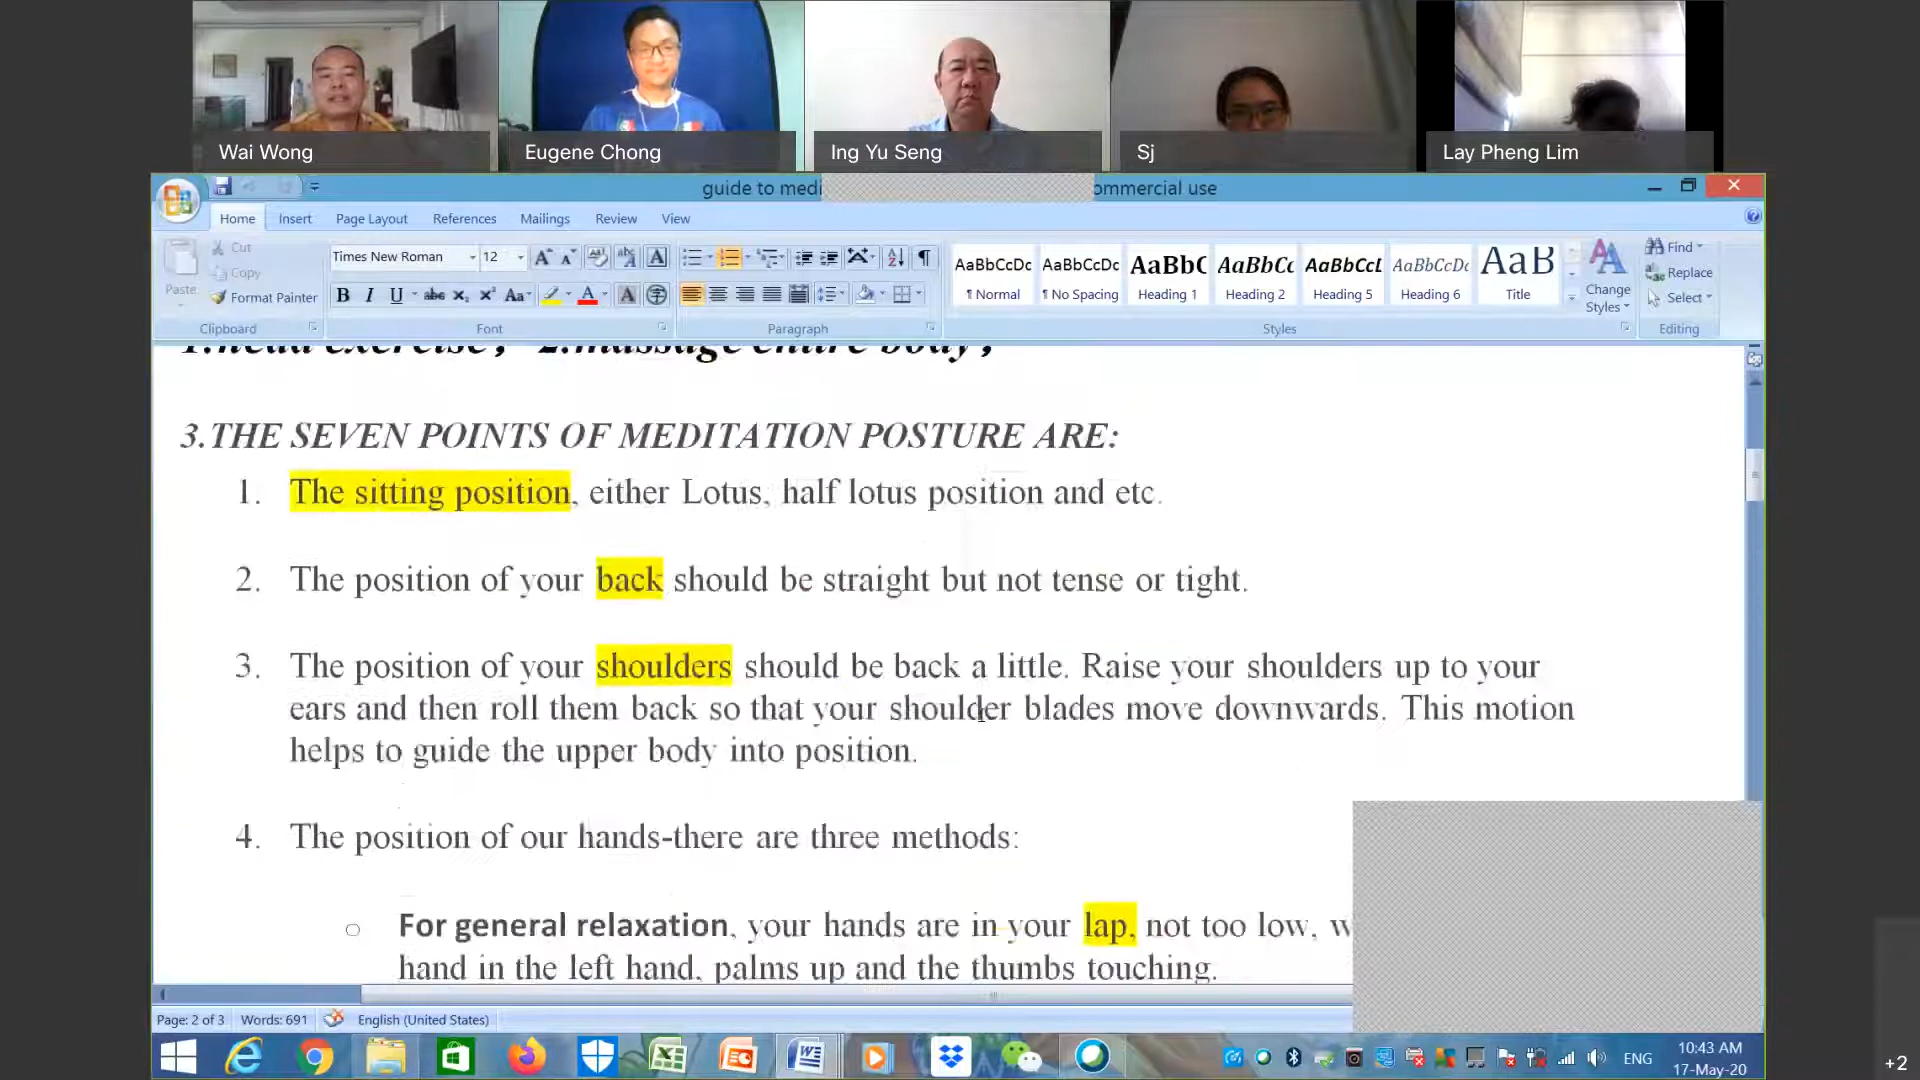 Wai Wong
Eugene Chong
Ing Yu Seng
Sj
Lay Pheng Lim
guide to medi
ommercial use
Home
Insert
Page Layout
References
Mailings
Review
View
Cut
Copy
Paste
Format Painter
Clipboard
Times New Roman
12
Font
Paragraph
AaBbCcDc
¶ Normal
AaBbCcDc
¶ No Spacing
AaBbC
Heading 1
AaBbCc
Heading 2
AaBbCcL
Heading 5
AaBbCcDc
Heading 6
AaB
Title
Change
Styles
Styles
Find
Replace
Select
Editing
1.head exercise, 2.massage entire body,
3.THE SEVEN POINTS OF MEDITATION POSTURE ARE:
1. The sitting position, either Lotus, half lotus position and etc.
2. The position of your back should be straight but not tense or tight.
3. The position of your shoulders should be back a little. Raise your shoulders up to your
ears and then roll them back so that your shoulder blades move downwards. This motion
helps to guide the upper body into position.
4. The position of our hands-there are three methods:
○ For general relaxation, your hands are in your lap, not too low, w
hand in the left hand, palms up and the thumbs touching.
Page: 2 of 3
Words: 691
English (United States)
ENG
10:43 AM
17-May-20
+2